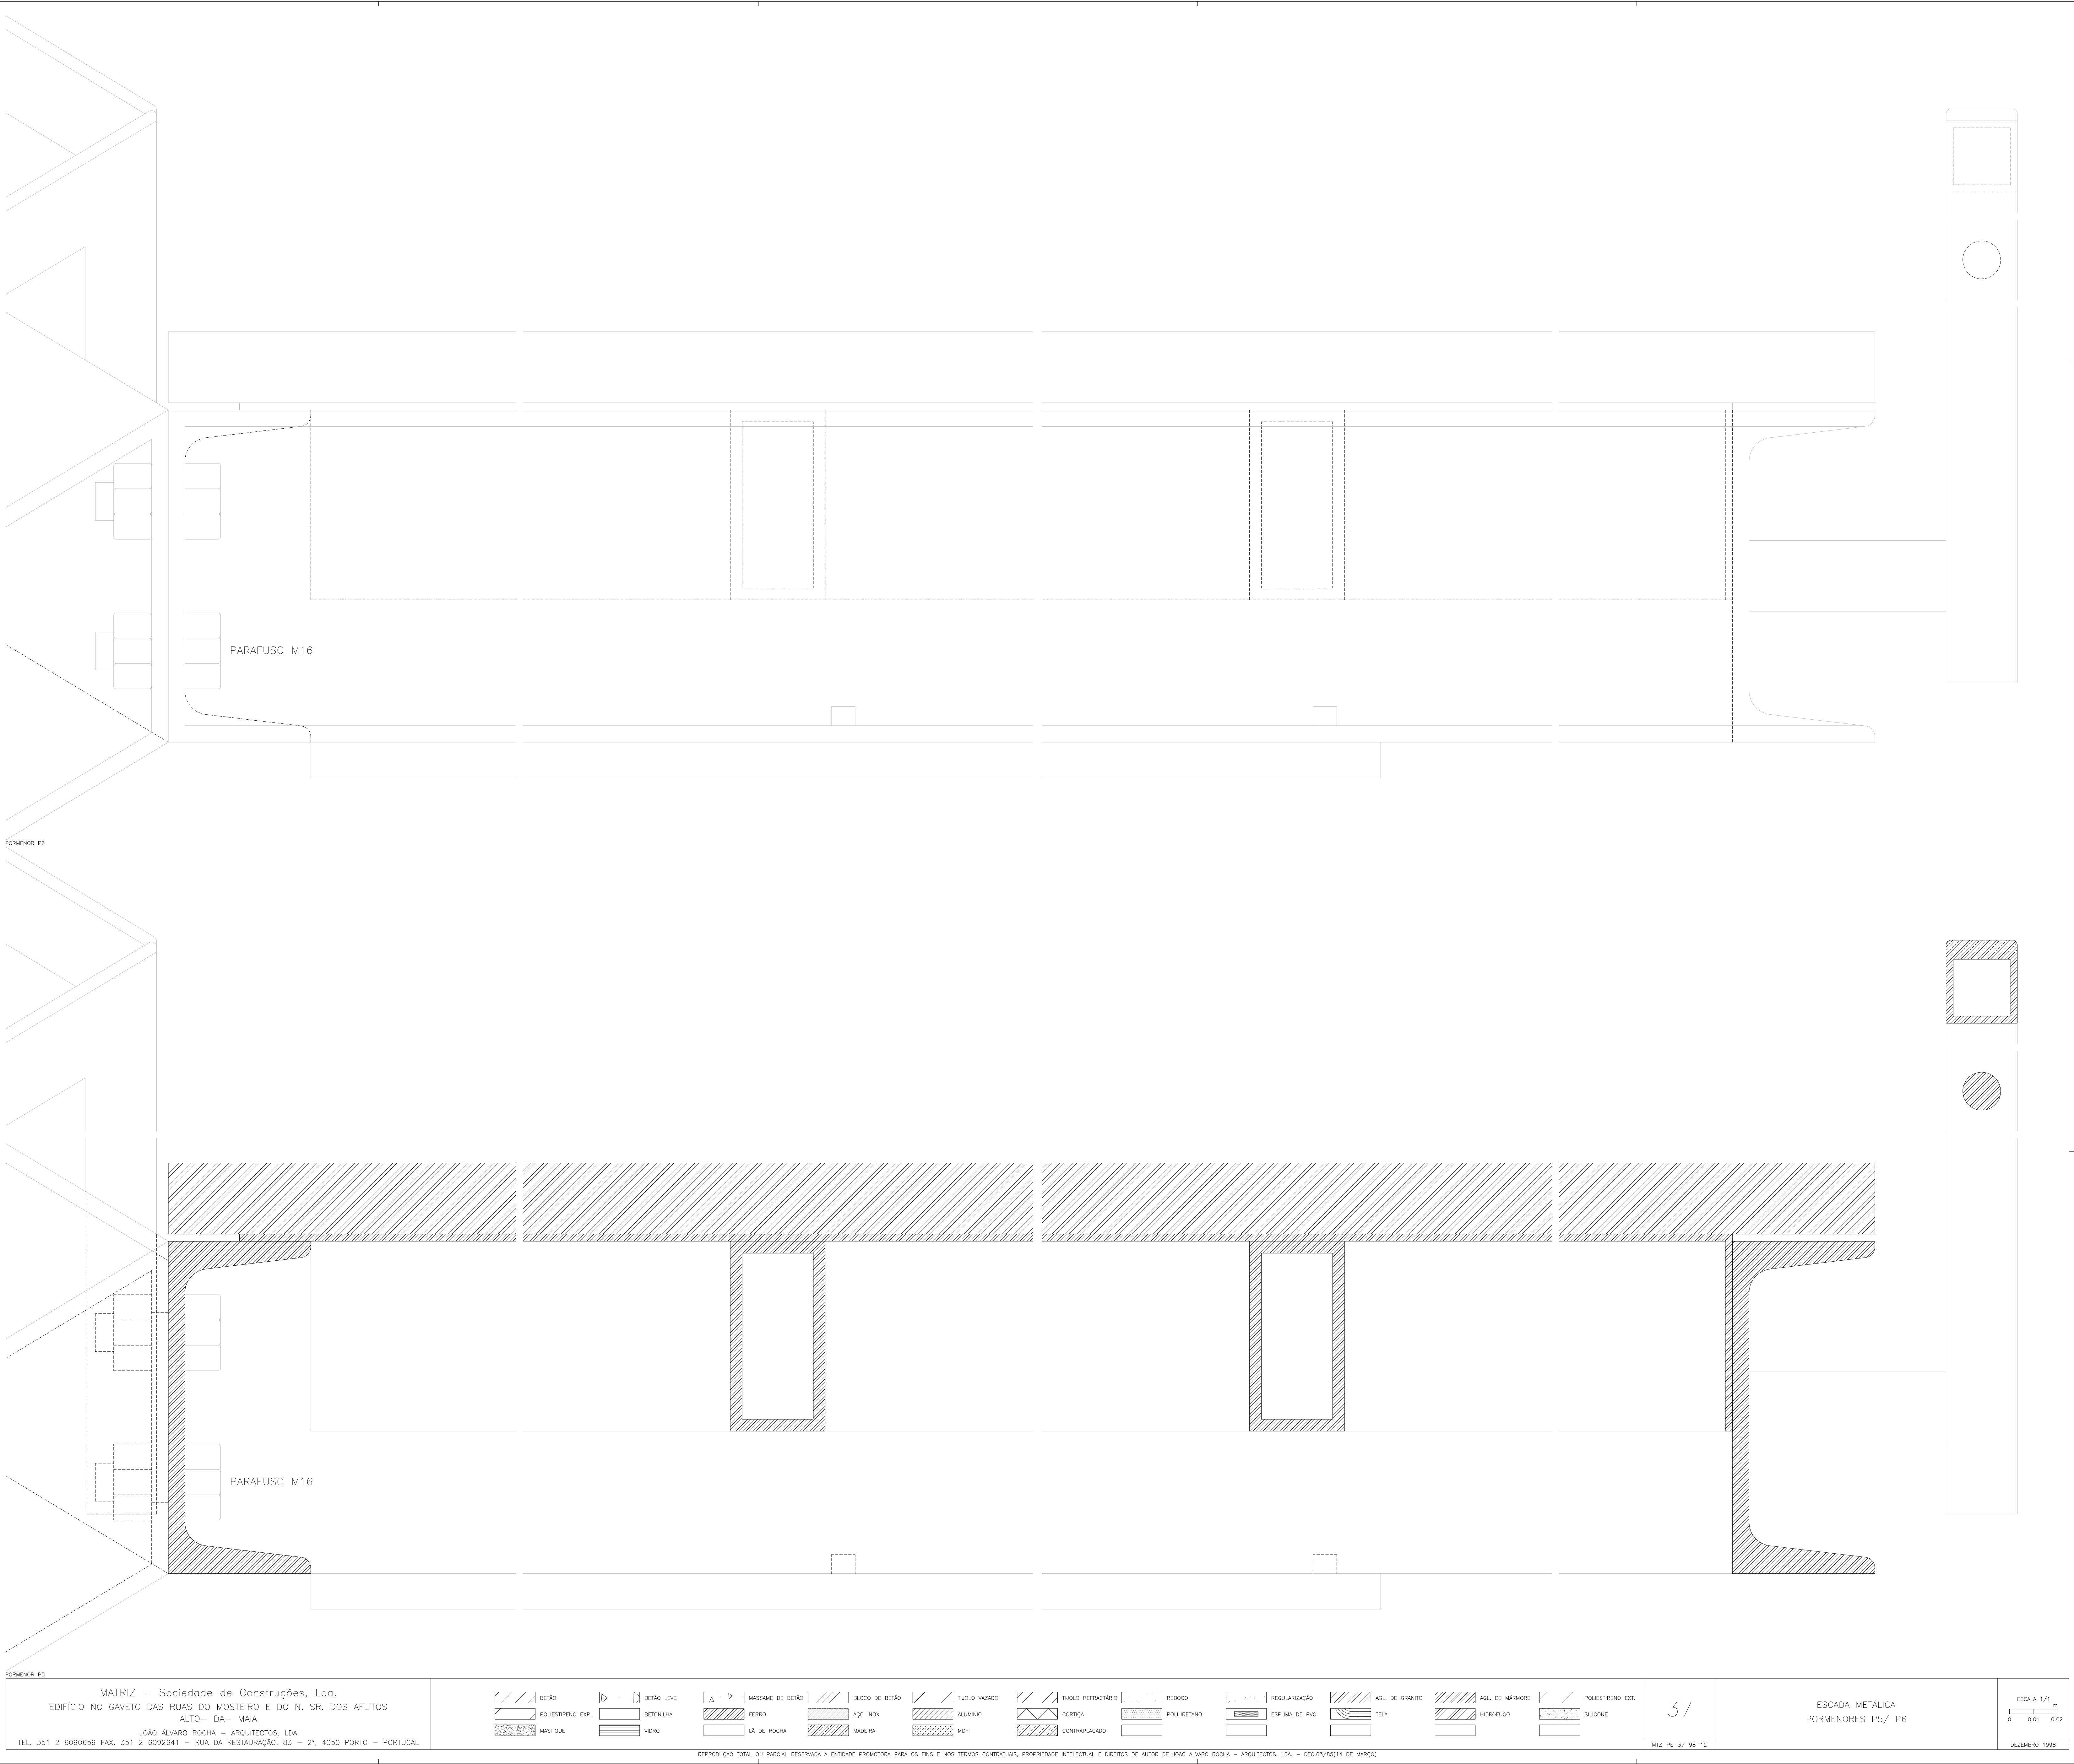 PARAFUSO M16
PORMENOR P6
PARAFUSO M16
PORMENOR P5
MATRIZ - Sociedade de Construções, Lda.
EDIFÍCIO NO GAVETO DAS RUAS DO MOSTEIRO E DO N. SR. DOS AFLITOS
ALTO- DA- MAIA
JOÃO ÁLVARO ROCHA - ARQUITECTOS, LDA
TEL. 351 2 6090659 FAX. 351 2 6092641 - RUA DA RESTAURAÇÃO, 83 - 2º, 4050 PORTO - PORTUGAL
BETÃO
BETÃO LEVE
MASSAME DE BETÃO
BLOCO DE BETÃO
TIJOLO VAZADO
TIJOLO REFRACTÁRIO
REBOCO
REGULARIZAÇÃO
AGL. DE GRANITO
AGL. DE MÁRMORE
POLIESTIRENO EXT.
POLIESTIRENO EXP.
BETONILHA
FERRO
AÇO INOX
ALUMÍNIO
CORTIÇA
POLIURETANO
ESPUMA DE PVC
TELA
HIDRÓFUGO
SILICONE
MASTIQUE
VIDRO
LÃ DE ROCHA
MADEIRA
MDF
CONTRAPLACADO
37
MTZ-PE-37-98-12
ESCADA METÁLICA
PORMENORES P5/ P6
ESCALA 1/1
m
0 0.01 0.02
DEZEMBRO 1998
REPRODUÇÃO TOTAL OU PARCIAL RESERVADA À ENTIDADE PROMOTORA PARA OS FINS E NOS TERMOS CONTRATUAIS, PROPRIEDADE INTELECTUAL E DIREITOS DE AUTOR DE JOÃO ÁLVARO ROCHA - ARQUITECTOS, LDA. - DEC.63/85(14 DE MARÇO)